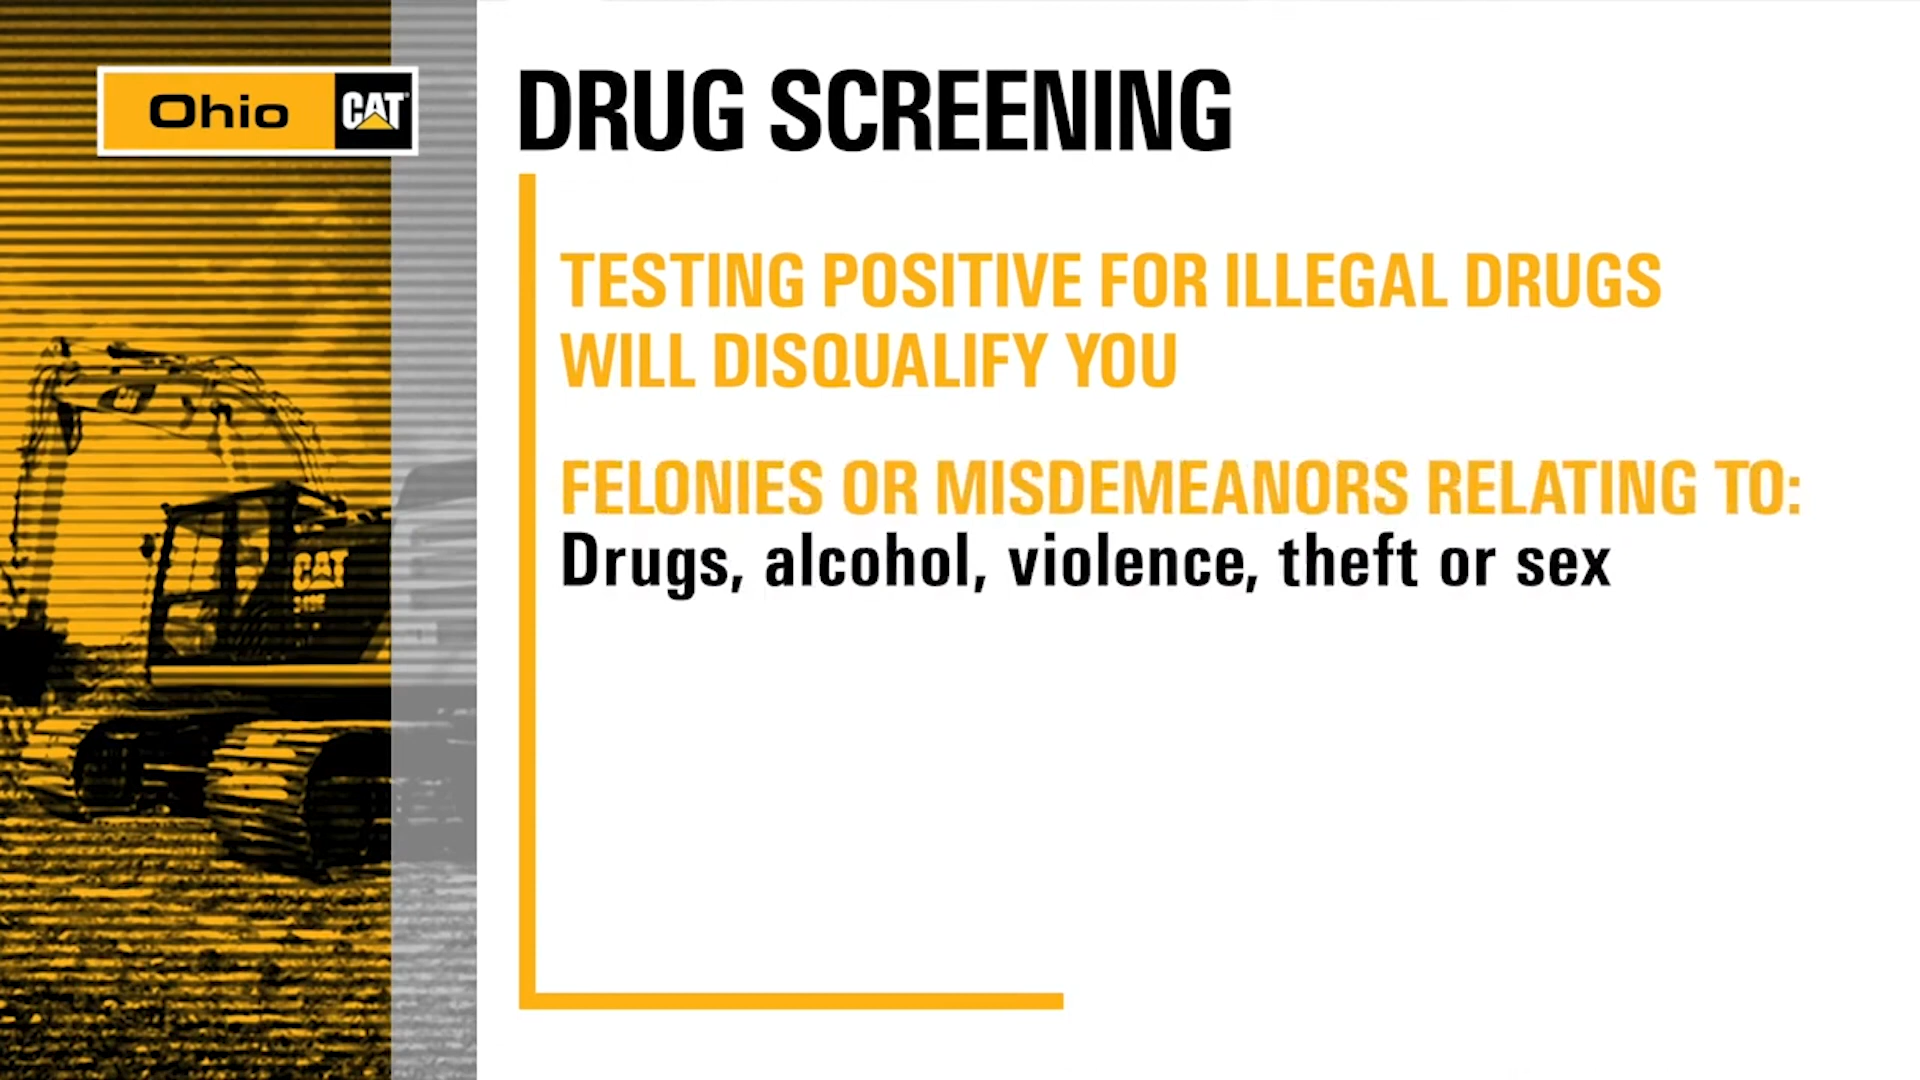 Ohio CAT
DRUG SCREENING
TESTING POSITIVE FOR ILLEGAL DRUGS
WILL DISQUALIFY YOU
FELONIES OR MISDEMEANORS RELATING TO:
Drugs, alcohol, violence, theft or sex
CAT